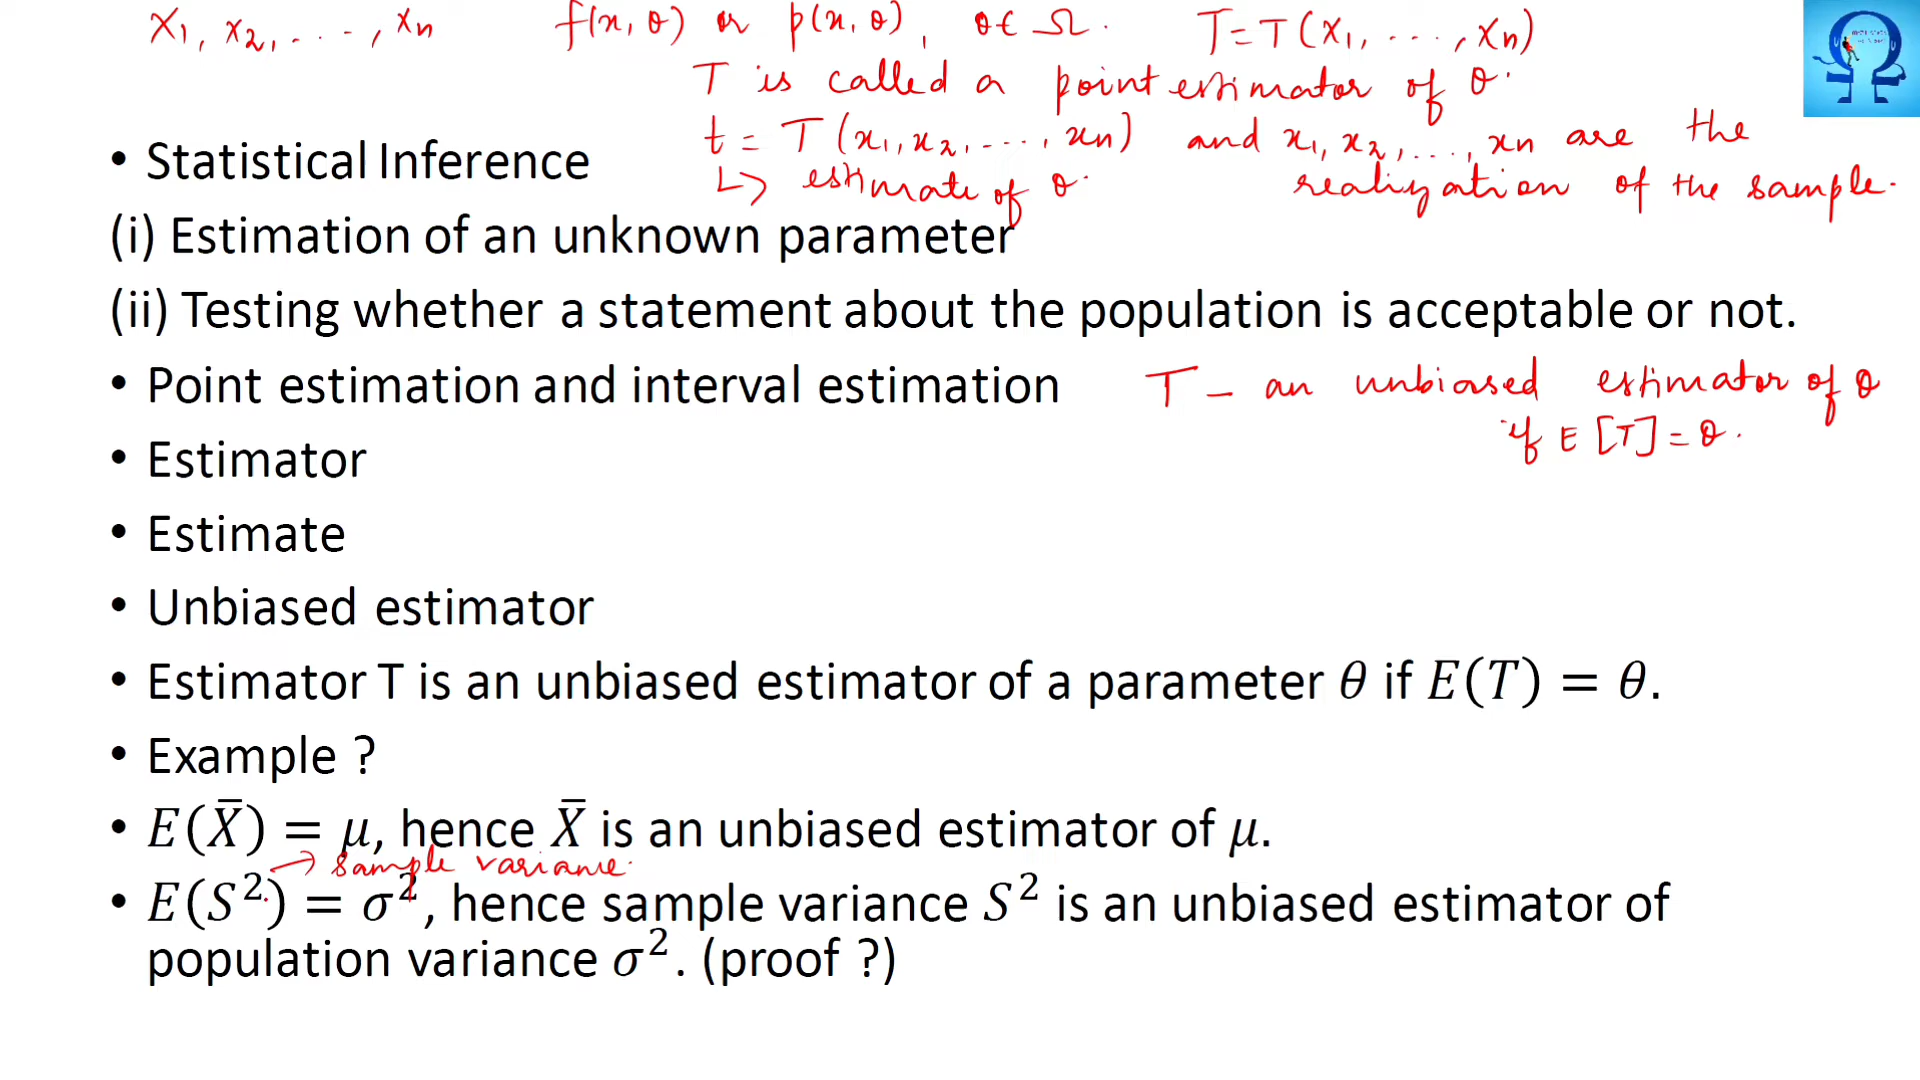 X1, X2, . . . , Xn f(x, θ) or p(x, θ), θ ∈ Ω. T = T(X1, . . . , Xn)
T is called a point estimator of θ.
t = T(x1, x2, . . . , xn) and x1, x2, . . . , xn are the
↳ estimate of θ. realization of the sample.
• Statistical Inference
(i) Estimation of an unknown parameter
(ii) Testing whether a statement about the population is acceptable or not.
• Point estimation and interval estimation
T – an unbiased estimator of θ
if E[T] = θ.
• Estimator
• Estimate
• Unbiased estimator
• Estimator T is an unbiased estimator of a parameter θ if E(T) = θ.
• Example ?
• E(X̄) = μ, hence X̄ is an unbiased estimator of μ.
→ sample variance.
• E(S²) = σ², hence sample variance S² is an unbiased estimator of
population variance σ². (proof ?)